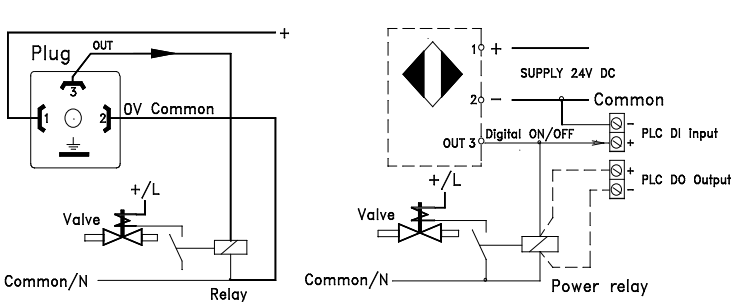 +
Plug
OUT
3
1
2
0V Common
+/L
Valve
Common/N
Relay
1 +
SUPPLY 24V DC
2 −
Common
OUT 3
Digital ON/OFF
−
+
PLC DI Input
+
−
PLC DO Output
+/L
Valve
Common/N
Power relay